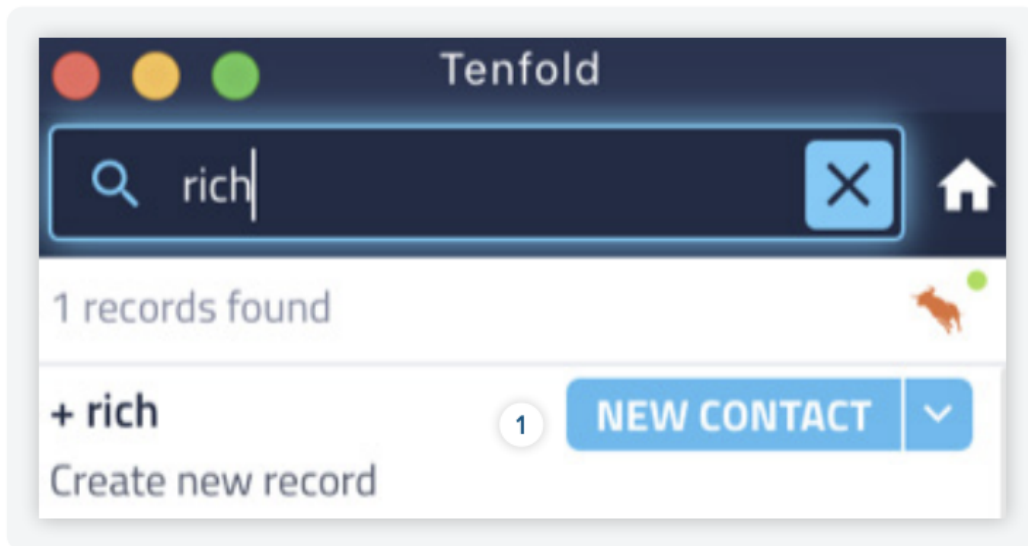 Tenfold
rich
1 records found
+ rich
1 NEW CONTACT
Create new record